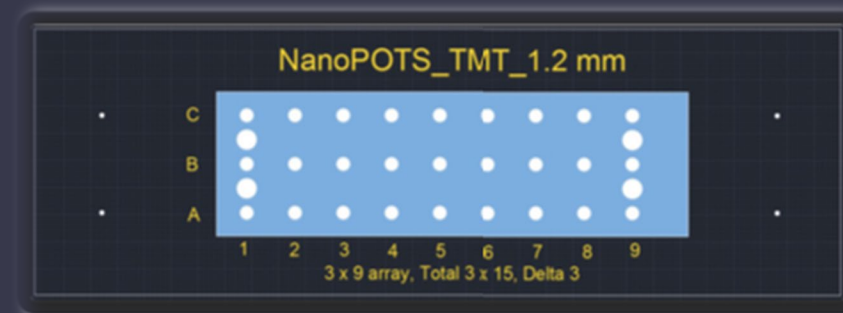 NanoPOTS_TMT_1.2 mm
C
B
A
1 2 3 4 5 6 7 8 9
3 x 9 array, Total 3 x 15, Delta 3